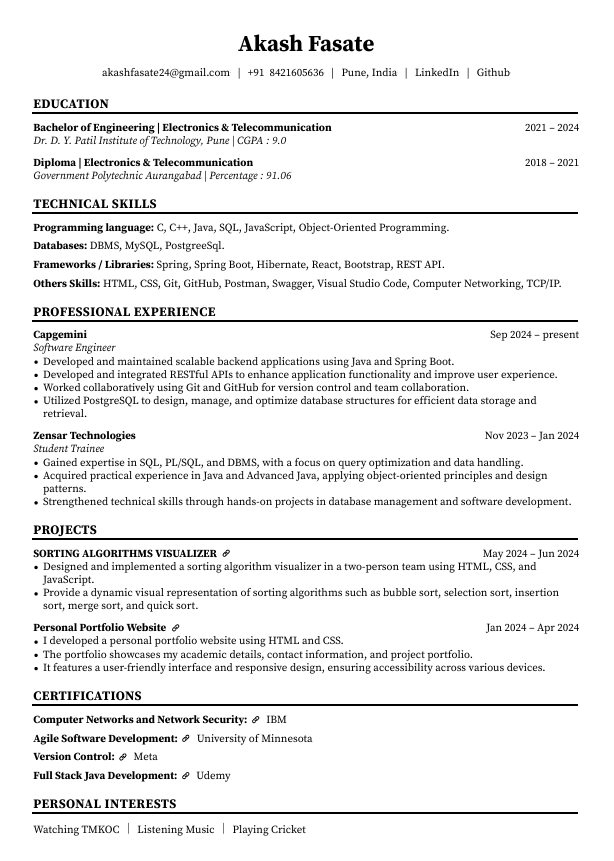 Akash Fasate
akashfasate24@gmail.com | +91 8421605636 | Pune, India | LinkedIn | Github
EDUCATION
Bachelor of Engineering | Electronics & Telecommunication 2021 – 2024
Dr. D. Y. Patil Institute of Technology, Pune | CGPA : 9.0
Diploma | Electronics & Telecommunication 2018 – 2021
Government Polytechnic Aurangabad | Percentage : 91.06
TECHNICAL SKILLS
Programming language: C, C++, Java, SQL, JavaScript, Object-Oriented Programming.
Databases: DBMS, MySQL, PostgreeSql.
Frameworks / Libraries: Spring, Spring Boot, Hibernate, React, Bootstrap, REST API.
Others Skills: HTML, CSS, Git, GitHub, Postman, Swagger, Visual Studio Code, Computer Networking, TCP/IP.
PROFESSIONAL EXPERIENCE
Capgemini Sep 2024 – present
Software Engineer
• Developed and maintained scalable backend applications using Java and Spring Boot.
• Developed and integrated RESTful APIs to enhance application functionality and improve user experience.
• Worked collaboratively using Git and GitHub for version control and team collaboration.
• Utilized PostgreSQL to design, manage, and optimize database structures for efficient data storage and
retrieval.
Zensar Technologies Nov 2023 – Jan 2024
Student Trainee
• Gained expertise in SQL, PL/SQL, and DBMS, with a focus on query optimization and data handling.
• Acquired practical experience in Java and Advanced Java, applying object-oriented principles and design
patterns.
• Strengthened technical skills through hands-on projects in database management and software development.
PROJECTS
SORTING ALGORITHMS VISUALIZER May 2024 – Jun 2024
• Designed and implemented a sorting algorithm visualizer in a two-person team using HTML, CSS, and
JavaScript.
• Provide a dynamic visual representation of sorting algorithms such as bubble sort, selection sort, insertion
sort, merge sort, and quick sort.
Personal Portfolio Website Jan 2024 – Apr 2024
• I developed a personal portfolio website using HTML and CSS.
• The portfolio showcases my academic details, contact information, and project portfolio.
• It features a user-friendly interface and responsive design, ensuring accessibility across various devices.
CERTIFICATIONS
Computer Networks and Network Security: IBM
Agile Software Development: University of Minnesota
Version Control: Meta
Full Stack Java Development: Udemy
PERSONAL INTERESTS
Watching TMKOC | Listening Music | Playing Cricket